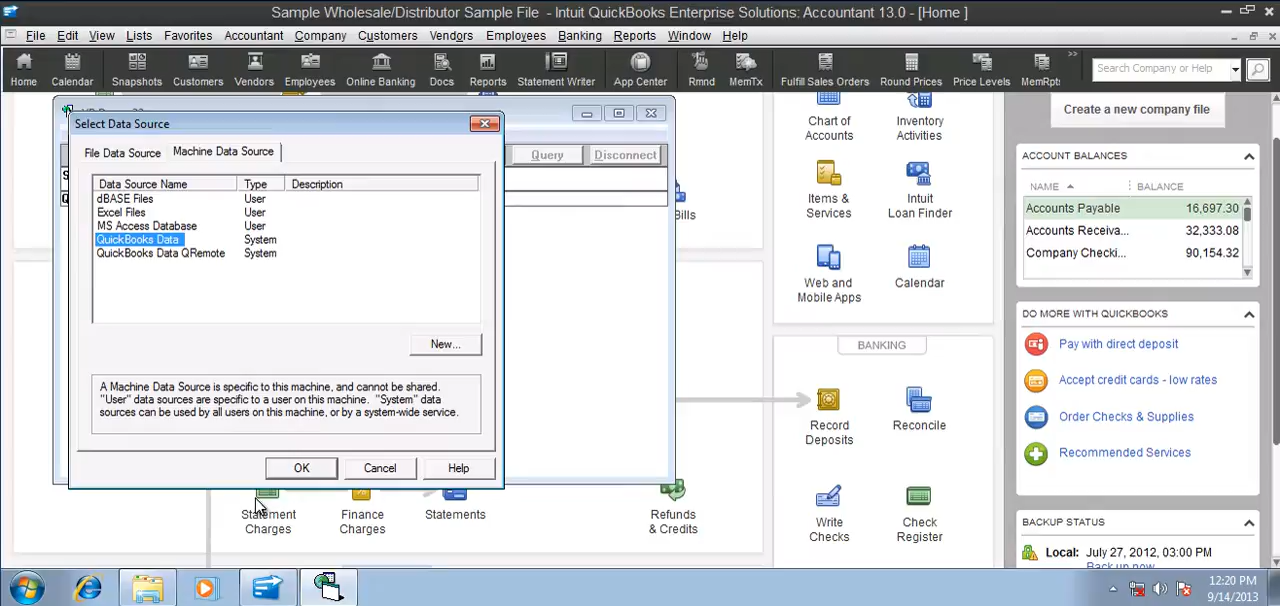 Sample Wholesale/Distributor Sample File - Intuit QuickBooks Enterprise Solutions: Accountant 13.0 - [Home ]
File Edit View Lists Favorites Accountant Company Customers Vendors Employees Banking Reports Window Help
Home Calendar Snapshots Customers Vendors Employees Online Banking Docs Reports Statement Writer App Center Rmnd MemTx Fulfill Sales Orders Round Prices Price Levels MemRpts
Search Company or Help
Select Data Source
File Data Source Machine Data Source
Data Source Name Type Description
dBASE Files User
Excel Files User
MS Access Database User
QuickBooks Data System
QuickBooks Data QRemote System
New...
A Machine Data Source is specific to this machine, and cannot be shared.
"User" data sources are specific to a user on this machine. "System" data
sources can be used by all users on this machine, or by a system-wide service.
OK Cancel Help
Query Disconnect
Bills
Statement
Charges
Finance
Charges
Statements
Refunds
& Credits
Chart of
Accounts
Inventory
Activities
Items &
Services
Intuit
Loan Finder
Web and
Mobile Apps
Calendar
BANKING
Record
Deposits
Reconcile
Write
Checks
Check
Register
Create a new company file
ACCOUNT BALANCES
NAME BALANCE
Accounts Payable 16,697.30
Accounts Receiva... 32,333.08
Company Checki... 90,154.32
DO MORE WITH QUICKBOOKS
Pay with direct deposit
Accept credit cards - low rates
Order Checks & Supplies
Recommended Services
BACKUP STATUS
Local: July 27, 2012, 03:00 PM
Back up now
12:20 PM
9/14/2013